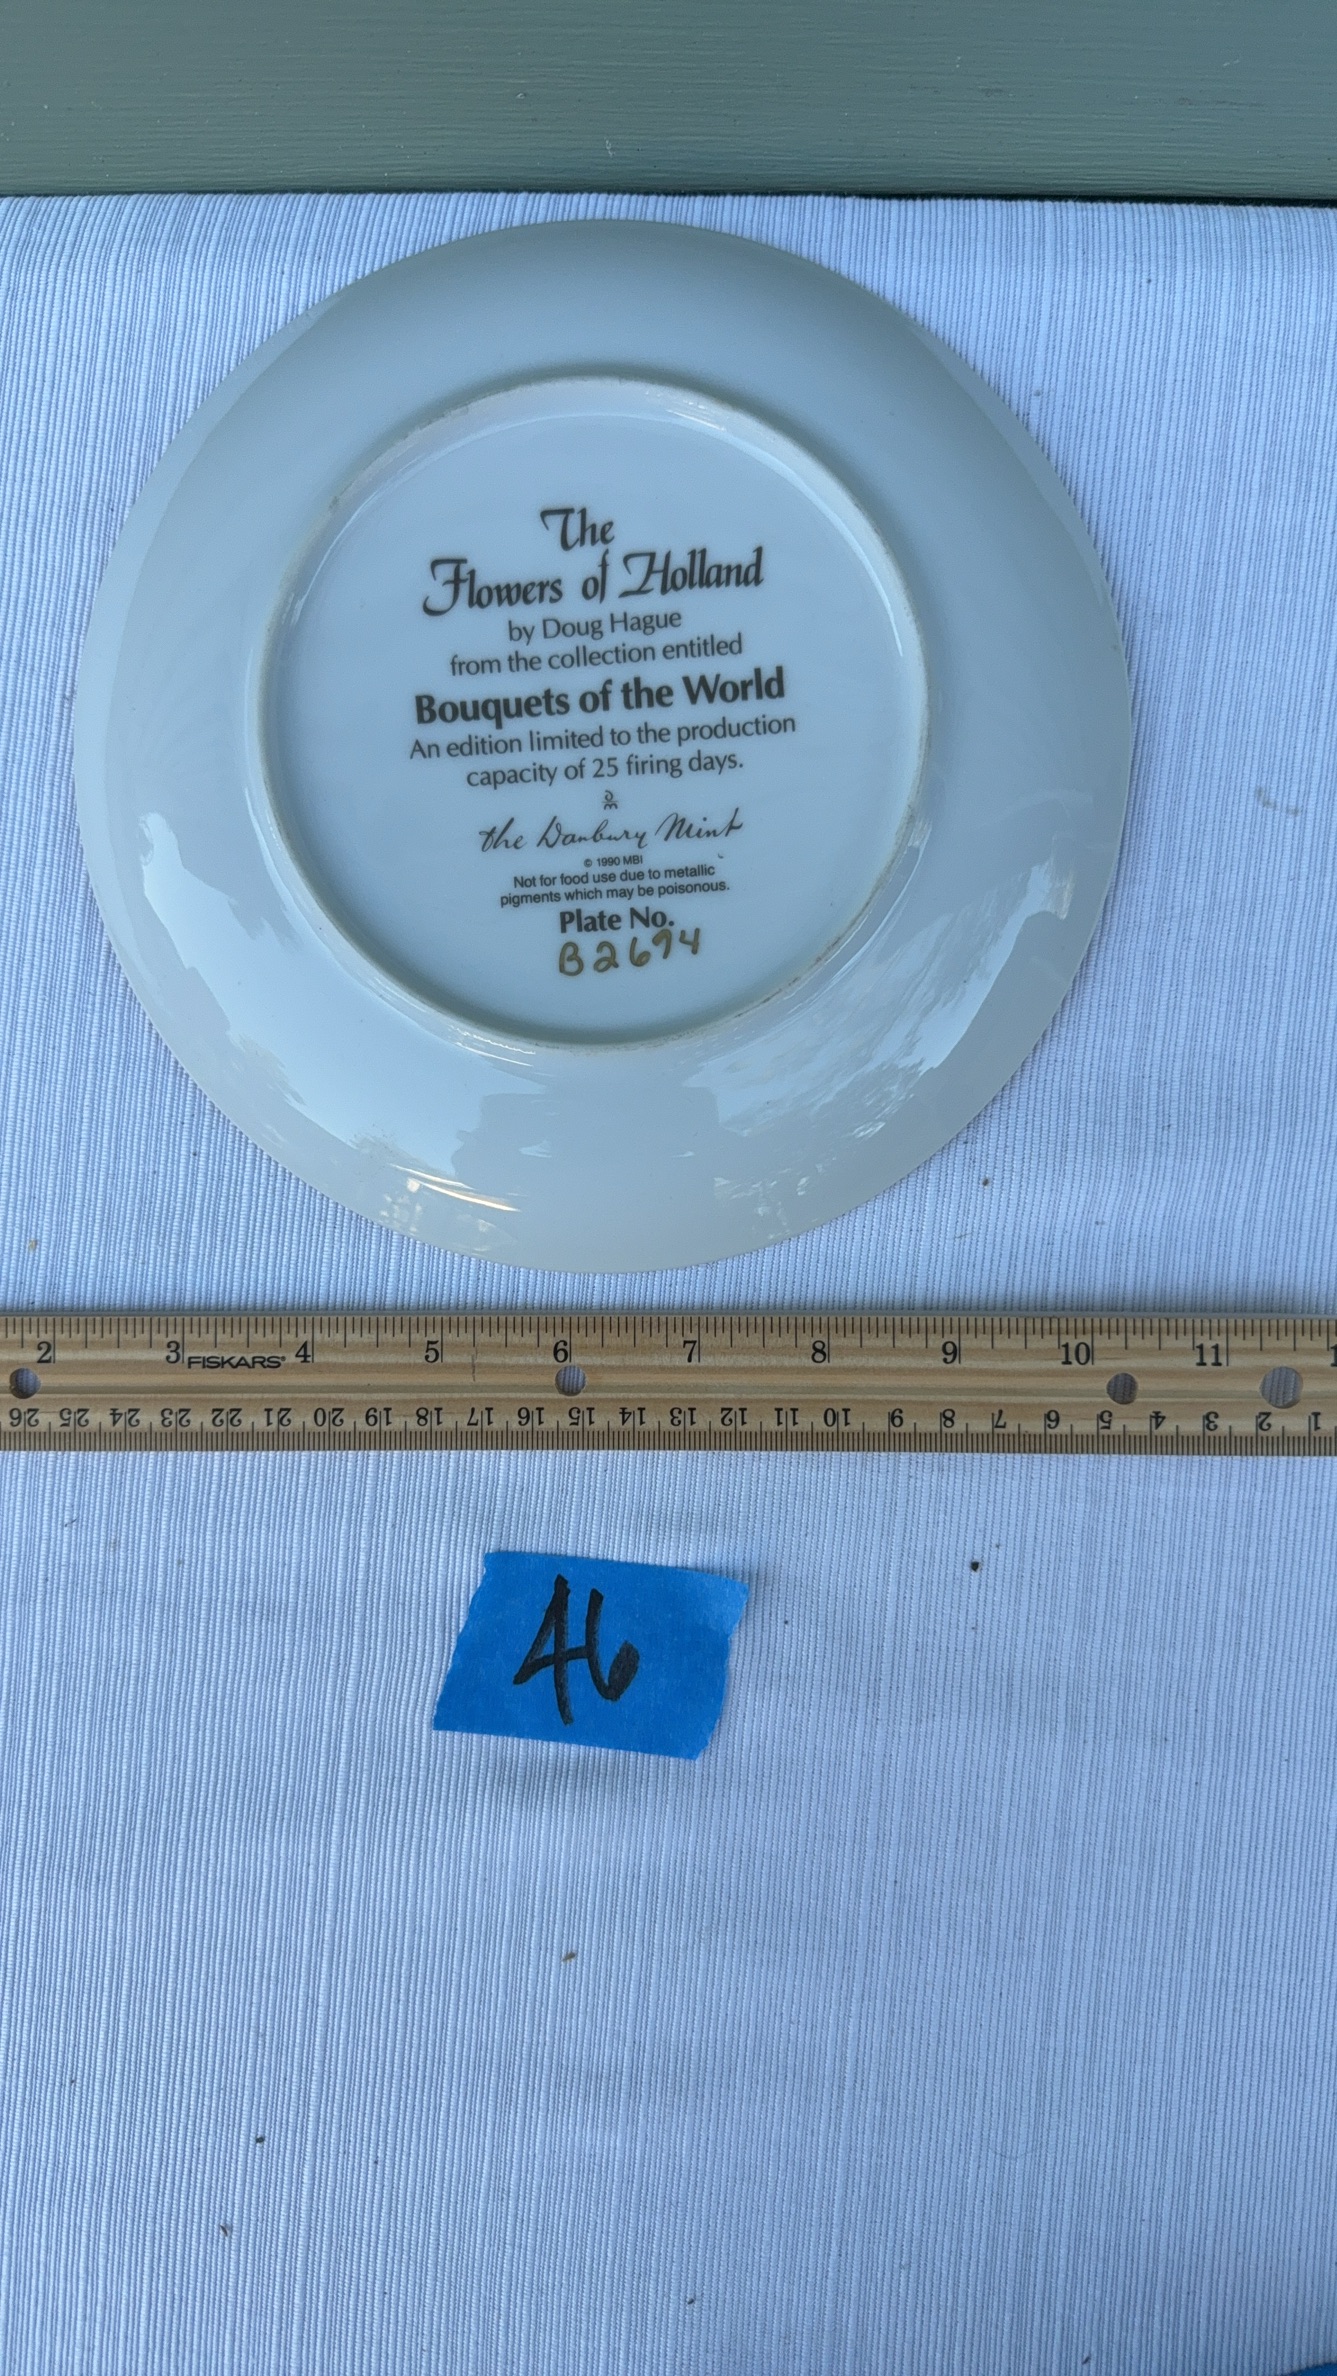 The
Flowers of Holland
by Doug Hague
from the collection entitled
Bouquets of the World
An edition limited to the production
capacity of 25 firing days.
DM
the Danbury Mint
© 1990 MBI
Not for food use due to metallic
pigments which may be poisonous.
Plate No.
B2694
2 3 FISKARS® 4 5 6 7 8 9 10 11 1
26 25 24 23 22 21 20 19 18 17 16 15 14 13 12 11 10 9 8 7 6 5 4 3 2 1
46